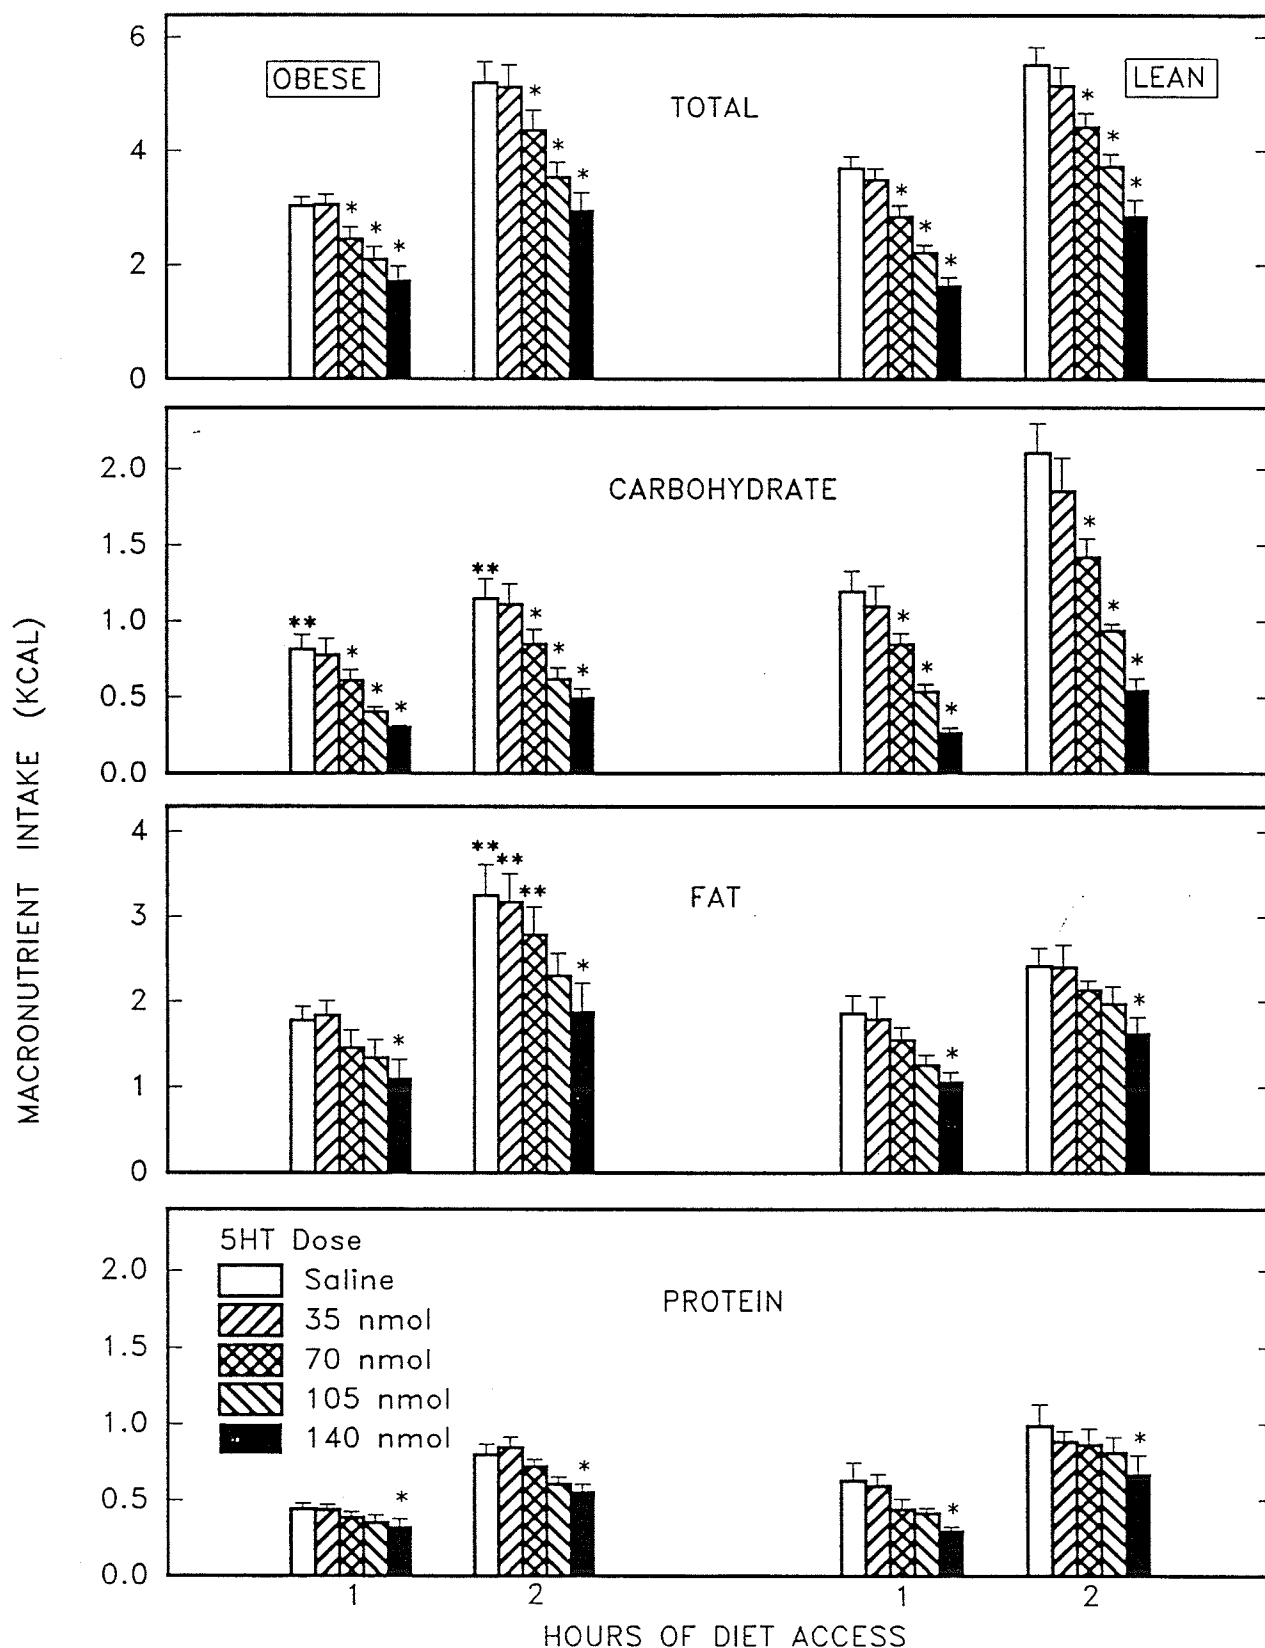 6
OBESE
LEAN
TOTAL
4
2
0
* * *
* * *
* * *
* * *
CARBOHYDRATE
2.0
1.5
1.0
0.5
0.0
** * * *
** * * *
* * *
* * *
FAT
4
3
2
1
0
*
** ** ** *
*
*
PROTEIN
2.0
1.5
1.0
0.5
0.0
5HT Dose
Saline
35 nmol
70 nmol
105 nmol
140 nmol
*
*
*
*
1 2 1 2
HOURS OF DIET ACCESS
MACRONUTRIENT INTAKE (KCAL)